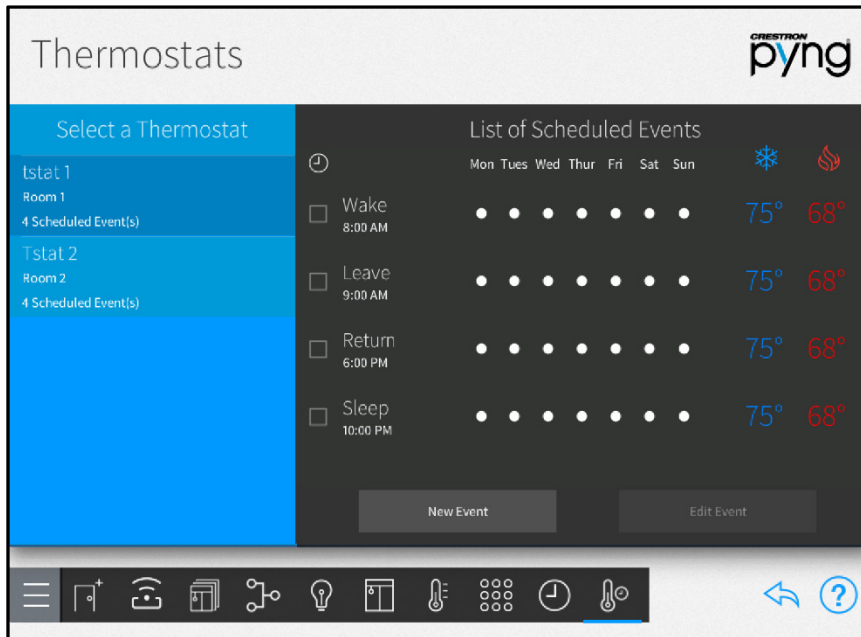 Thermostats
CRESTRON
pyng
Select a Thermostat
tstat 1
Room 1
4 Scheduled Event(s)
Tstat 2
Room 2
4 Scheduled Event(s)
List of Scheduled Events
Mon Tues Wed Thur Fri Sat Sun
Wake
8:00 AM
75° 68°
Leave
9:00 AM
75° 68°
Return
6:00 PM
75° 68°
Sleep
10:00 PM
75° 68°
New Event
Edit Event
?